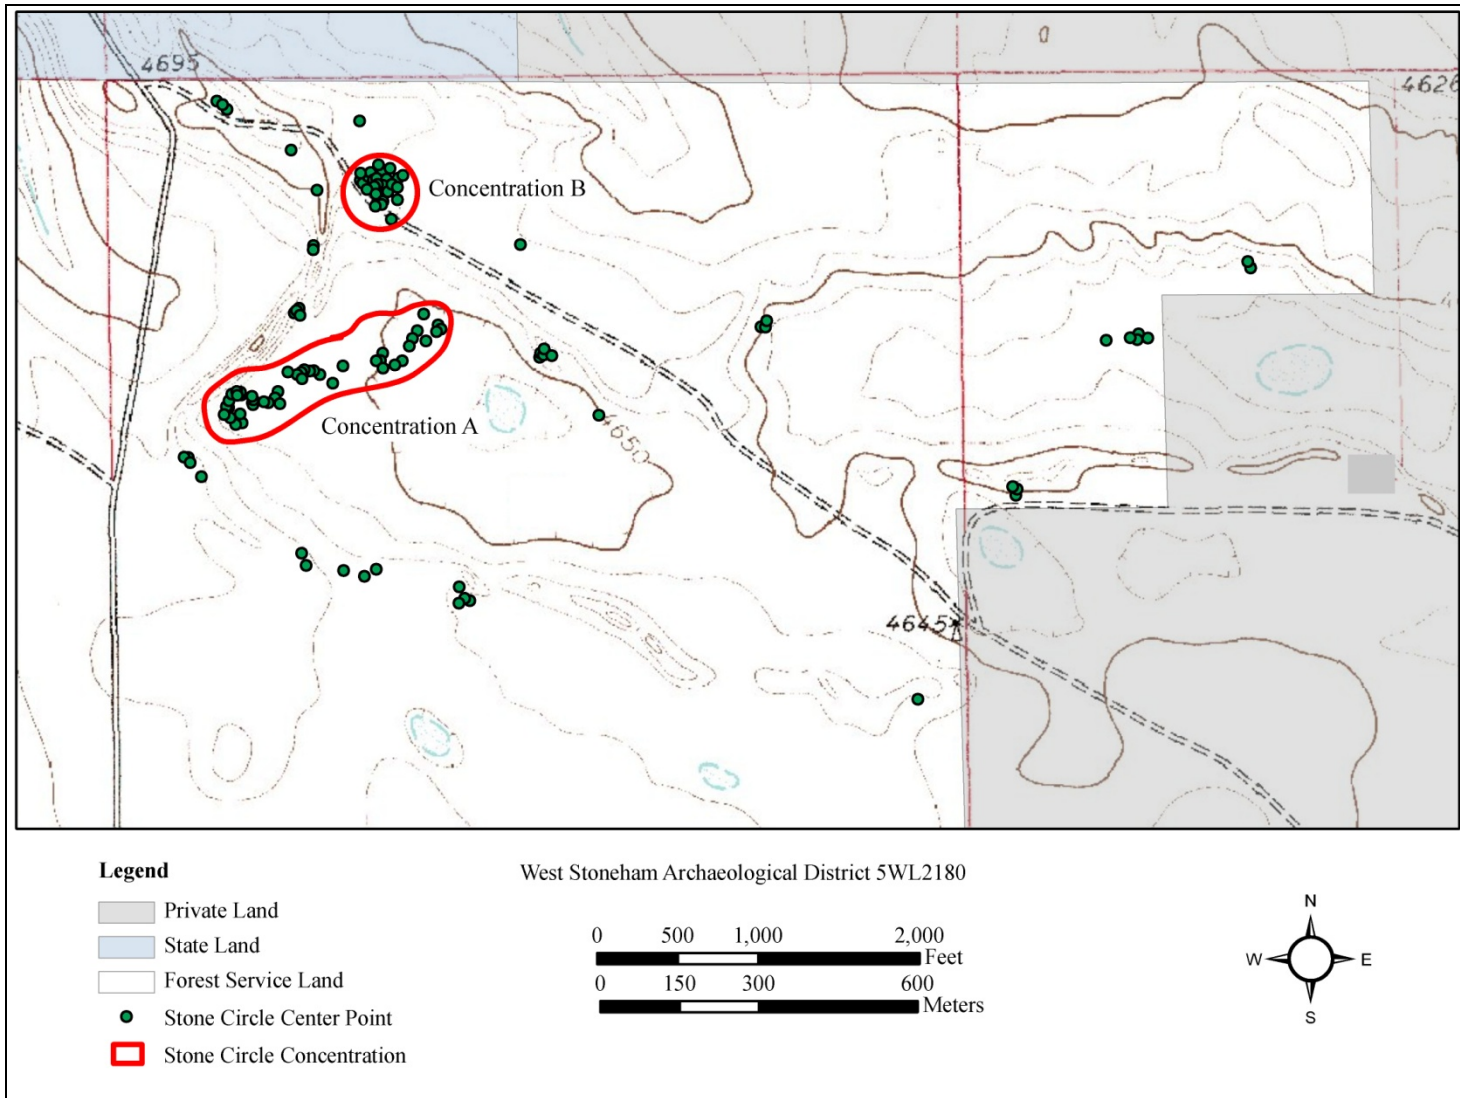 4695
4626
Concentration B
Concentration A
4650
4645
Legend
Private Land
State Land
Forest Service Land
Stone Circle Center Point
Stone Circle Concentration
West Stoneham Archaeological District 5WL2180
0 500 1,000 2,000
Feet
0 150 300 600
Meters
N
W E
S